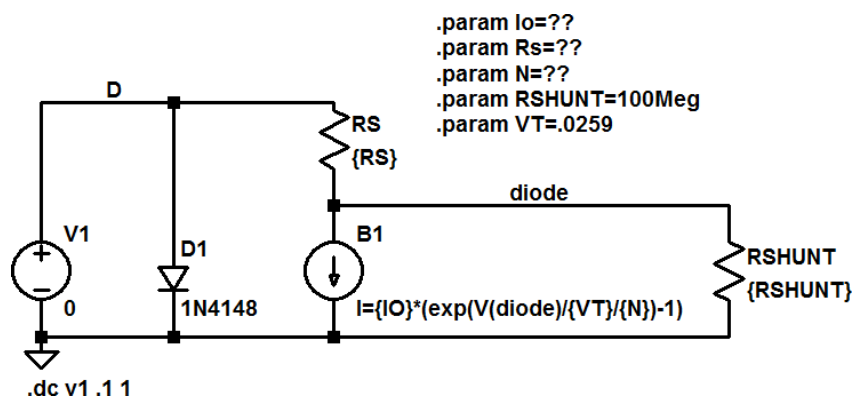 .param Io=??
.param Rs=??
.param N=??
.param RSHUNT=100Meg
.param VT=.0259
D
RS
{RS}
diode
V1
0
D1
1N4148
B1
I={IO}*(exp(V(diode)/{VT}/{N})-1)
RSHUNT
{RSHUNT}
.dc v1 .1 1